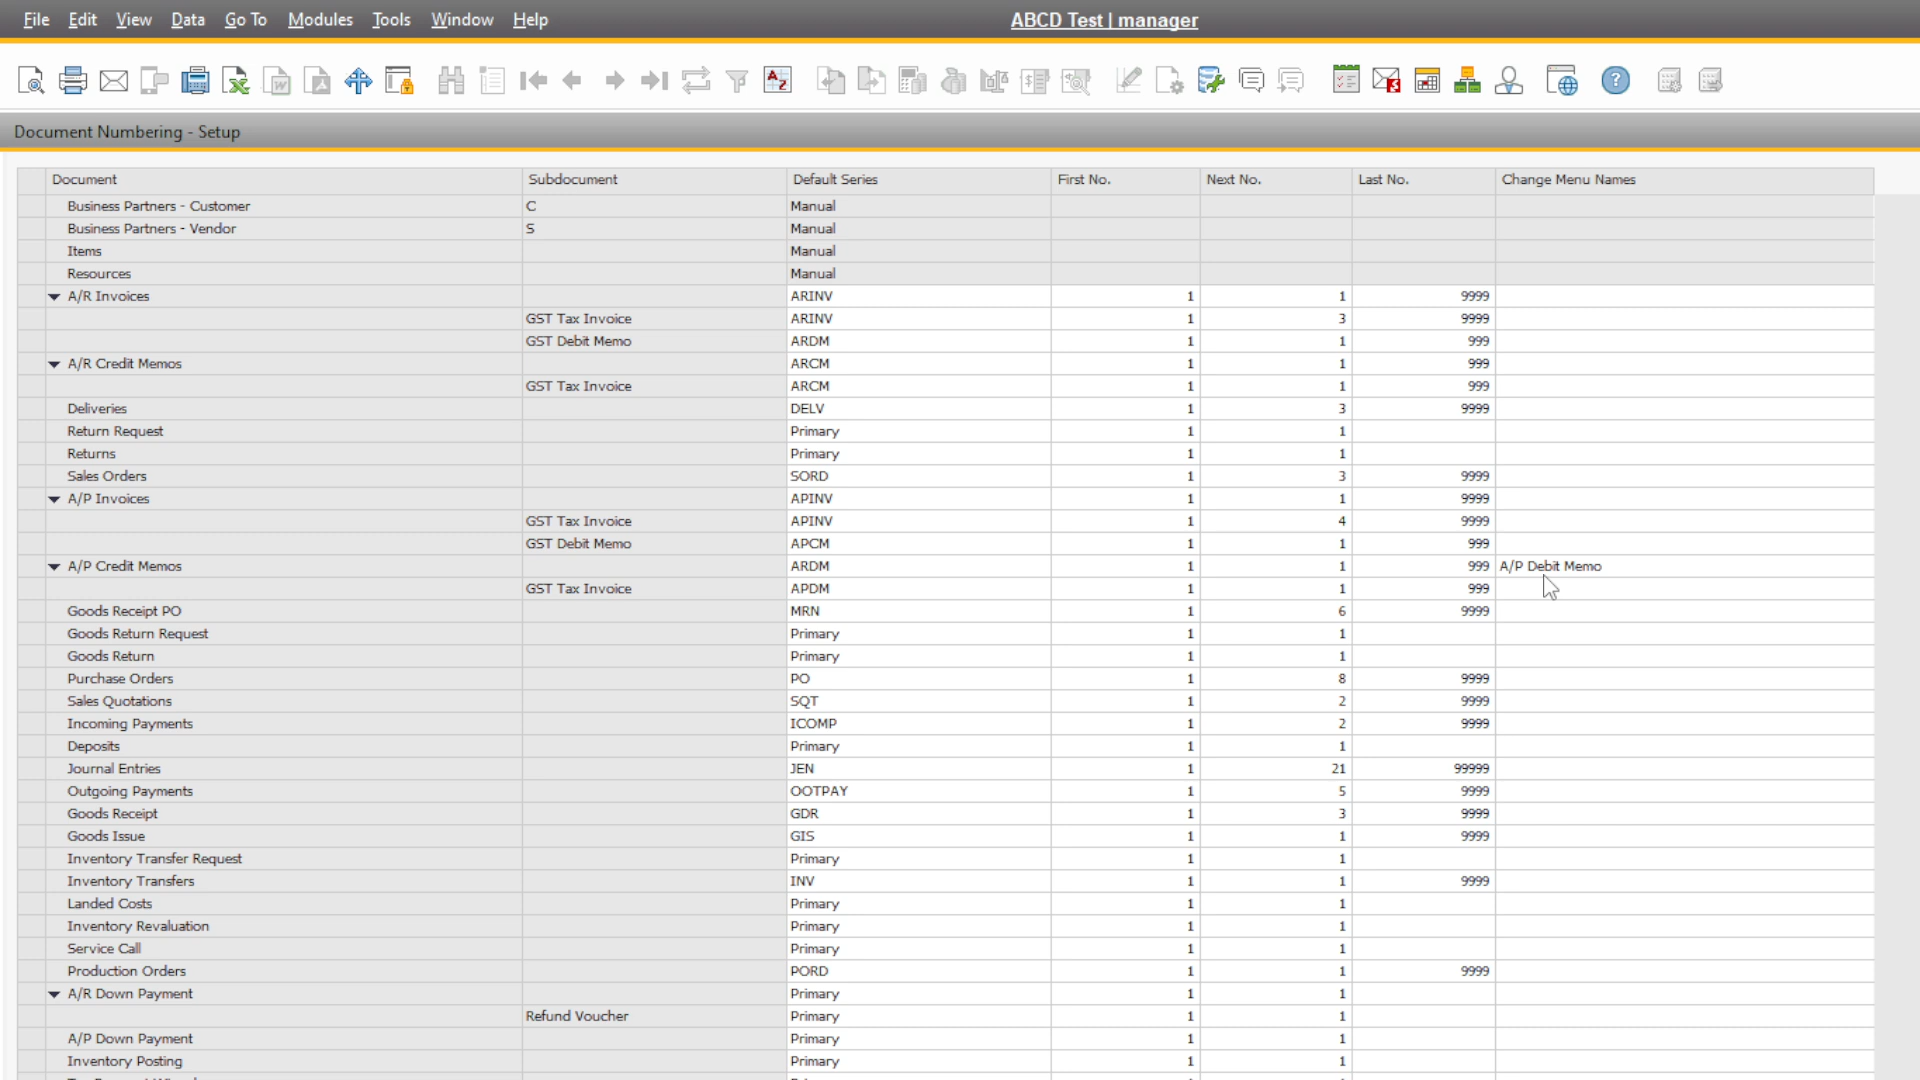 File Edit View Data Go To Modules Tools Window Help ABCD Test | manager
Document Numbering - Setup
Document Subdocument Default Series First No. Next No. Last No. Change Menu Names
Business Partners - Customer C Manual
Business Partners - Vendor S Manual
Items Manual
Resources Manual
A/R Invoices ARINV 1 1 9999
GST Tax Invoice ARINV 1 3 9999
GST Debit Memo ARDM 1 1 999
A/R Credit Memos ARCM 1 1 999
GST Tax Invoice ARCM 1 1 999
Deliveries DELV 1 3 9999
Return Request Primary 1 1
Returns Primary 1 1
Sales Orders SORD 1 3 9999
A/P Invoices APINV 1 1 9999
GST Tax Invoice APINV 1 4 9999
GST Debit Memo APCM 1 1 999
A/P Credit Memos ARDM 1 1 999 A/P Debit Memo
GST Tax Invoice APDM 1 1 999
Goods Receipt PO MRN 1 6 9999
Goods Return Request Primary 1 1
Goods Return Primary 1 1
Purchase Orders PO 1 8 9999
Sales Quotations SQT 1 2 9999
Incoming Payments ICOMP 1 2 9999
Deposits Primary 1 1
Journal Entries JEN 1 21 99999
Outgoing Payments OOTPAY 1 5 9999
Goods Receipt GDR 1 3 9999
Goods Issue GIS 1 1 9999
Inventory Transfer Request Primary 1 1
Inventory Transfers INV 1 1 9999
Landed Costs Primary 1 1
Inventory Revaluation Primary 1 1
Service Call Primary 1 1
Production Orders PORD 1 1 9999
A/R Down Payment Primary 1 1
Refund Voucher Primary 1 1
A/P Down Payment Primary 1 1
Inventory Posting Primary 1 1